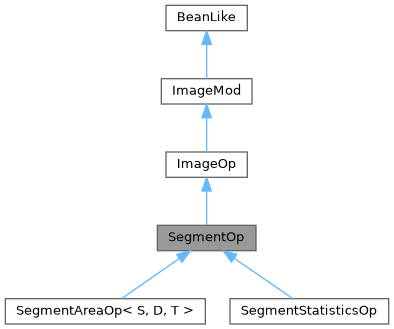 BeanLike
ImageMod
ImageOp
SegmentOp
SegmentAreaOp< S, D, T >
SegmentStatisticsOp